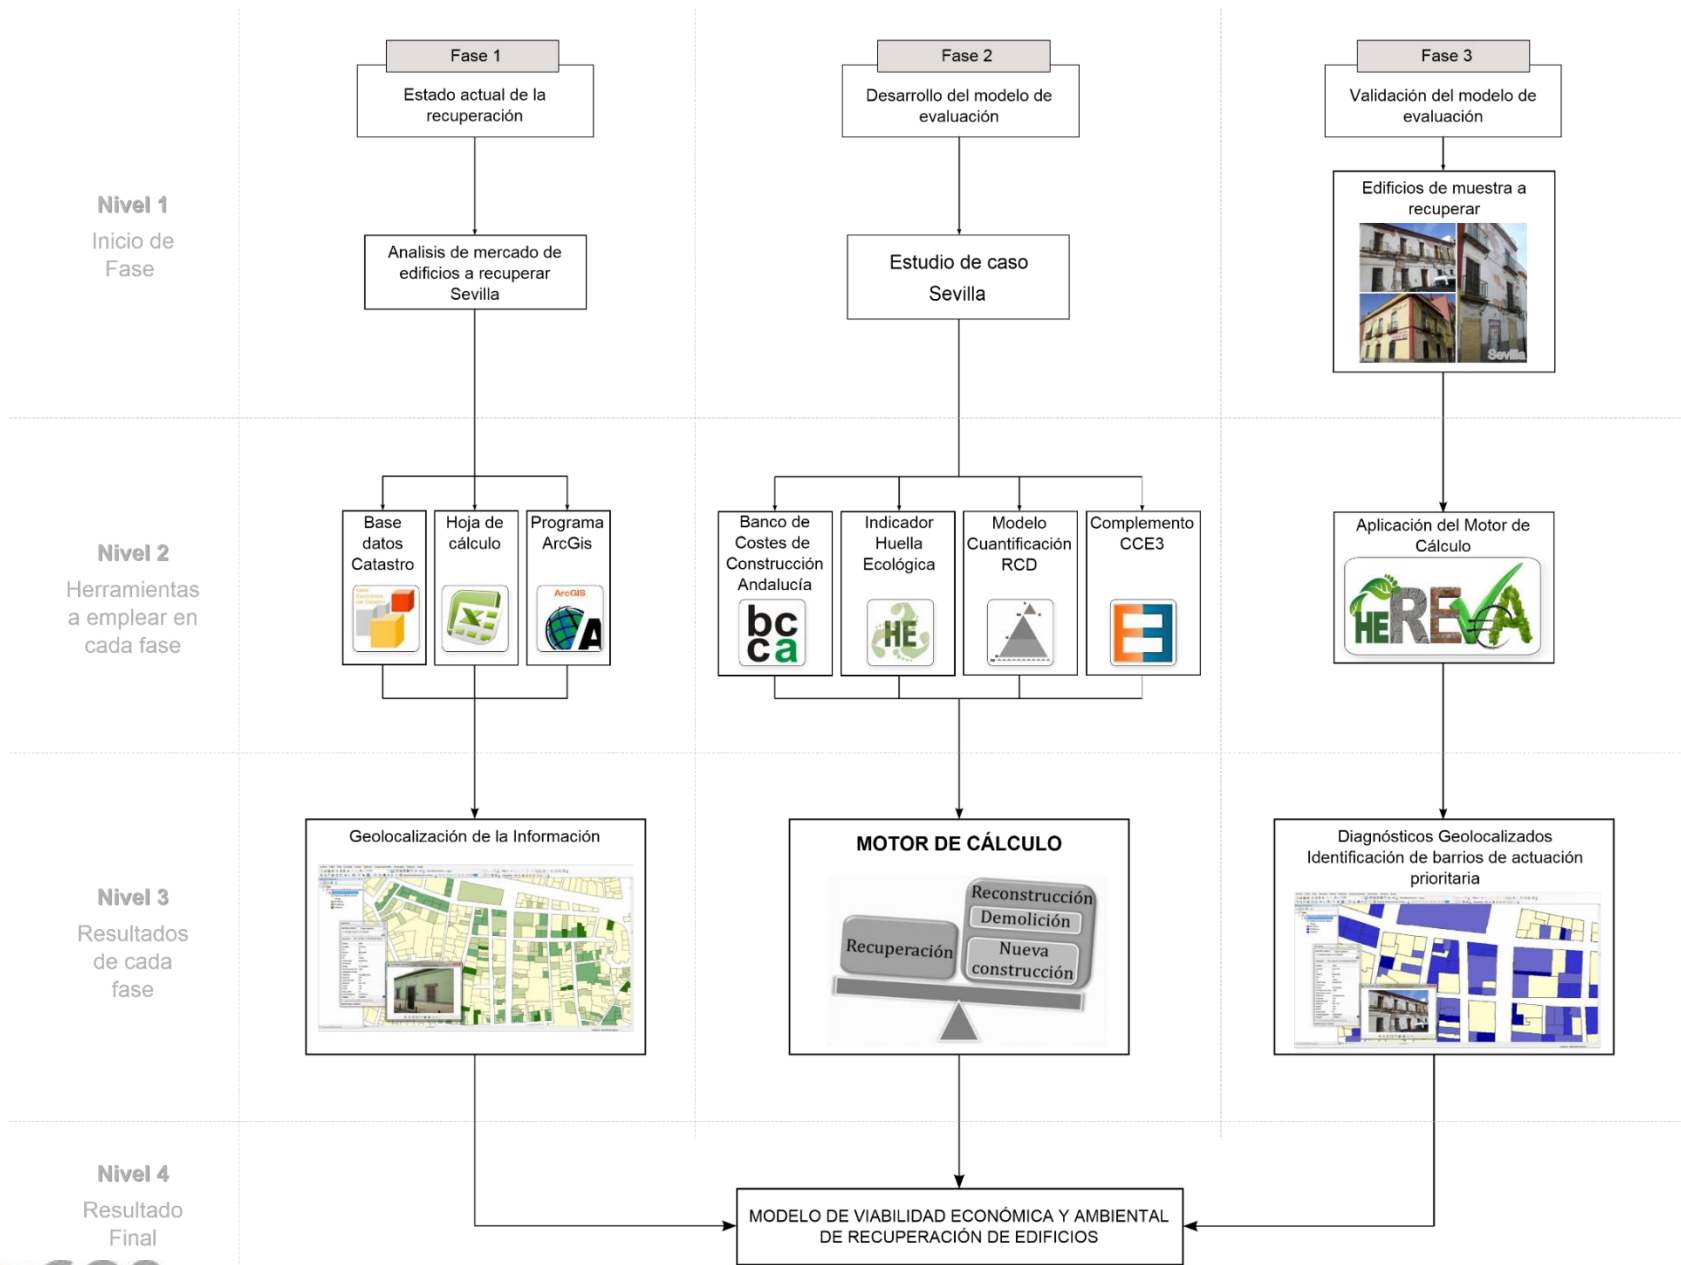 Fase 1
Estado actual de la
recuperación
Fase 2
Desarrollo del modelo de
evaluación
Fase 3
Validación del modelo de
evaluación
Nivel 1
Inicio de
Fase
Analisis de mercado de
edificios a recuperar
Sevilla
Estudio de caso
Sevilla
Edificios de muestra a
recuperar
Sevilla
Nivel 2
Herramientas
a emplear en
cada fase
Base
datos
Catastro
Hoja de
cálculo
Programa
ArcGis
ArcGIS
Banco de
Costes de
Construcción
Andalucía
bc
ca
Indicador
Huella
Ecológica
HE
Modelo
Cuantificación
RCD
Complemento
CCE3
Aplicación del Motor de
Cálculo
HEREVA
Nivel 3
Resultados
de cada
fase
Geolocalización de la Información
MOTOR DE CÁLCULO
Reconstrucción
Demolición
Recuperación
Nueva
construcción
Diagnósticos Geolocalizados
Identificación de barrios de actuación
prioritaria
Nivel 4
Resultado
Final
MODELO DE VIABILIDAD ECONÓMICA Y AMBIENTAL
DE RECUPERACIÓN DE EDIFICIOS